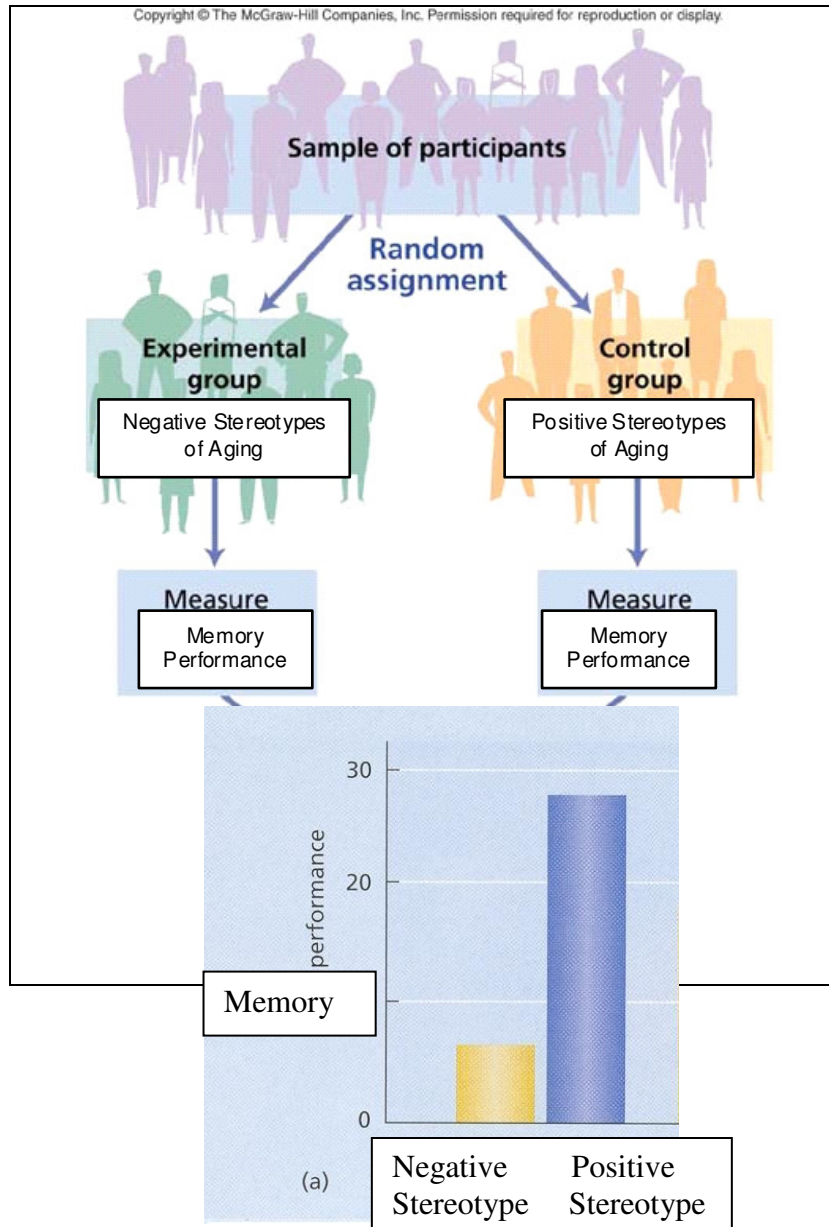 Copyright © The McGraw-Hill Companies, Inc. Permission required for reproduction or display.
Sample of participants
Random
assignment
Experimental
group
Negative Stereotypes
of Aging
Control
group
Positive Stereotypes
of Aging
Measure
Memory
Performance
Measure
Memory
Performance
30
20
0
performance
Memory
(a)
Negative
Stereotype
Positive
Stereotype